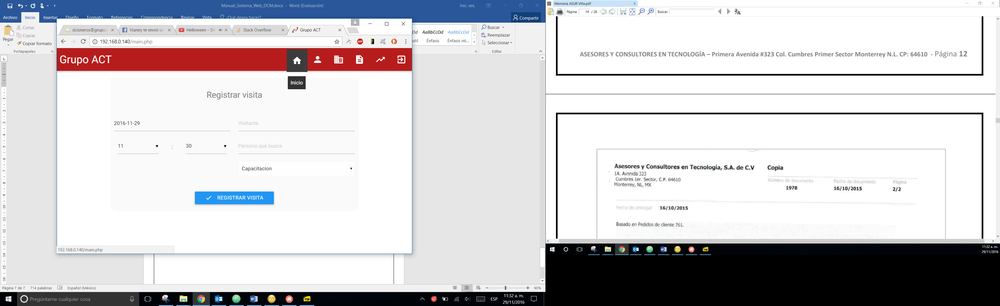 Manual_Sistema_Web_DCM.docx - Word (Evaluación)
Inic. ses.
Archivo Inicio Insertar Diseño Formato Referencias Correspondencia Revisar Vista ¿Qué desea hacer?
Compartir
Pegar
Cortar
Copiar
Copiar formato
Portapapeles
AaBbCcDd AaBbCcDd
Énfasis Énfasis int...
Buscar
Reemplazar
Seleccionar
Editar
dcisneros@grupoa
Vianey te envió un
Helloween - Str
Stack Overflow
Grupo ACT
192.168.0.140/main.php
ABP
Grupo ACT
Inicio
Registrar visita
2016-11-29
Visitante
11 : 30
Persona que busca
Capacitacion
REGISTRAR VISITA
192.168.0.140/main.php
Página 7 de 7 714 palabras Español (México)
90%
Pregúntame cualquier cosa
ESP
11:32 a. m.
29/11/2016
Memoria ASUR Villa.pdf
Página: 14 / 28
Buscar:
ASESORES Y CONSULTORES EN TECNOLOGÍA – Primera Avenida #323 Col. Cumbres Primer Sector Monterrey N.L. CP: 64610 - Página 12
Asesores y Consultores en Tecnología, S.A. de C.V
1A. Avenida 323
Cumbres 1er. Sector, C.P. 64610
Monterrey, NL, MX
Copia
Número de documento Fecha de documento Página
1978 16/10/2015 2/2
Fecha de entrega: 16/10/2015
Basado en Pedidos de cliente 761.
11:32 a. m.
29/11/2016